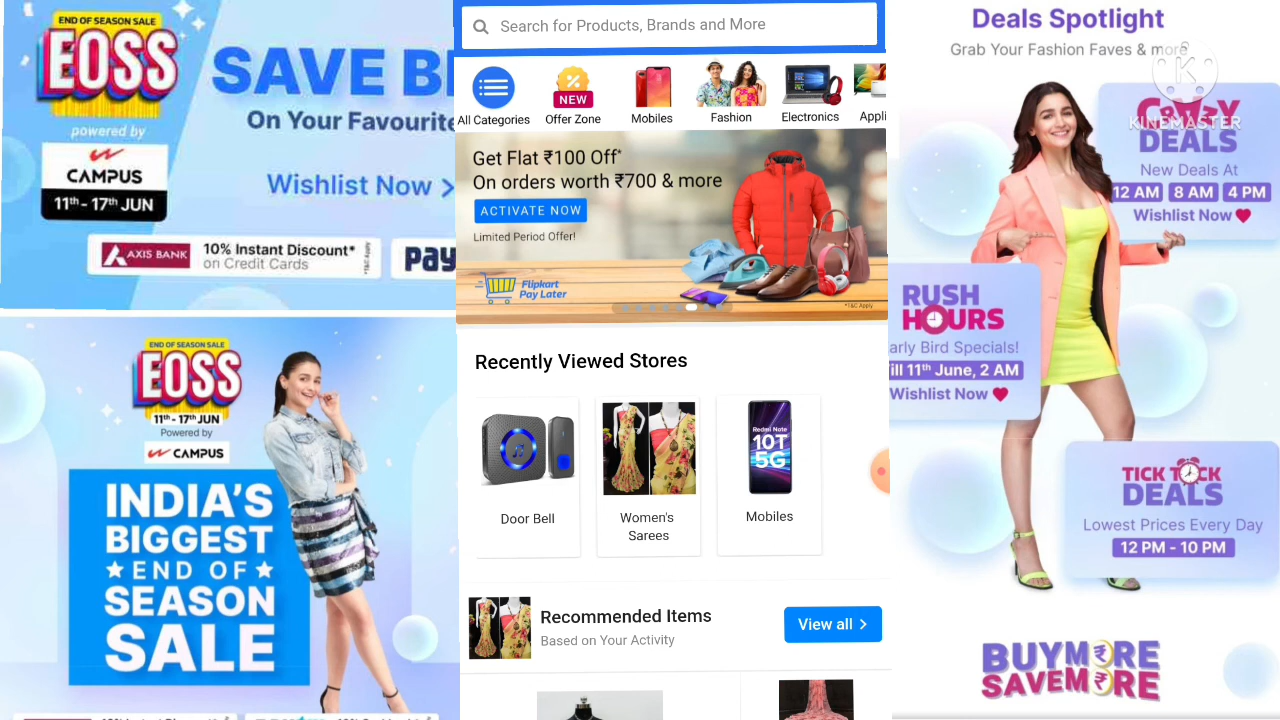 END OF SEASON SALE
EOSS
powered by
CAMPUS
11th - 17th JUN
SAVE B
On Your Favourite
Wishlist Now >
AXIS BANK
10% Instant Discount*
on Credit Cards
*T&C Apply
PAY
END OF SEASON SALE
EOSS
11th - 17th JUN
Powered by
CAMPUS
INDIA'S
BIGGEST
END OF
SEASON
SALE
Search for Products, Brands and More
All Categories
NEW
Offer Zone
Mobiles
Fashion
Electronics
Appli
Get Flat ₹100 Off*
On orders worth ₹700 & more
ACTIVATE NOW
Limited Period Offer!
Flipkart
Pay Later
*T&C Apply
Recently Viewed Stores
Redmi Note
10T
5G
Door Bell
Women's
Sarees
Mobiles
Recommended Items
Based on Your Activity
View all >
Deals Spotlight
Grab Your Fashion Faves & more
K
KINEMASTER
CRAZY
DEALS
New Deals At
12 AM 8 AM 4 PM
Wishlist Now
RUSH
HOURS
arly Bird Specials!
ill 11th June, 2 AM
Wishlist Now
TICK TOCK
DEALS
Lowest Prices Every Day
12 PM - 10 PM
BUYMORE
SAVEMORE